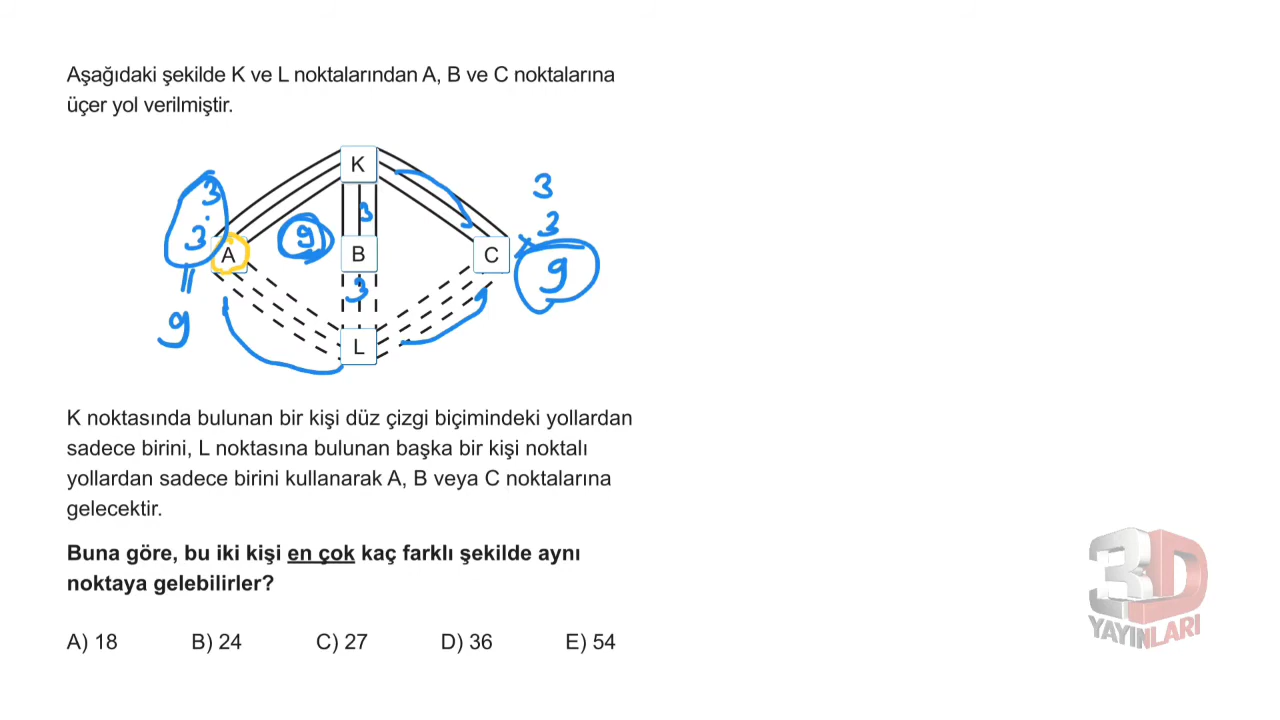 Aşağıdaki şekilde K ve L noktalarından A, B ve C noktalarına
üçer yol verilmiştir.
K
3
3
3
3
3
9
3
A
B
C
9
3
9
L
K noktasında bulunan bir kişi düz çizgi biçimindeki yollardan
sadece birini, L noktasına bulunan başka bir kişi noktalı
yollardan sadece birini kullanarak A, B veya C noktalarına
gelecektir.
Buna göre, bu iki kişi en çok kaç farklı şekilde aynı
noktaya gelebilirler?
A) 18 B) 24 C) 27 D) 36 E) 54
3D
YAYINLARI